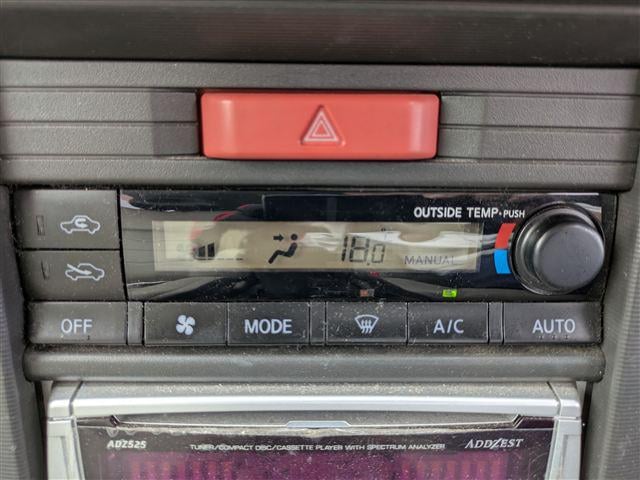 OUTSIDE TEMP•PUSH
18.0
MANUAL
OFF
MODE
A/C
AUTO
ADZ525
TUNER/COMPACT DISC/CASSETTE PLAYER WITH SPECTRUM ANALYZER
ADDZEST